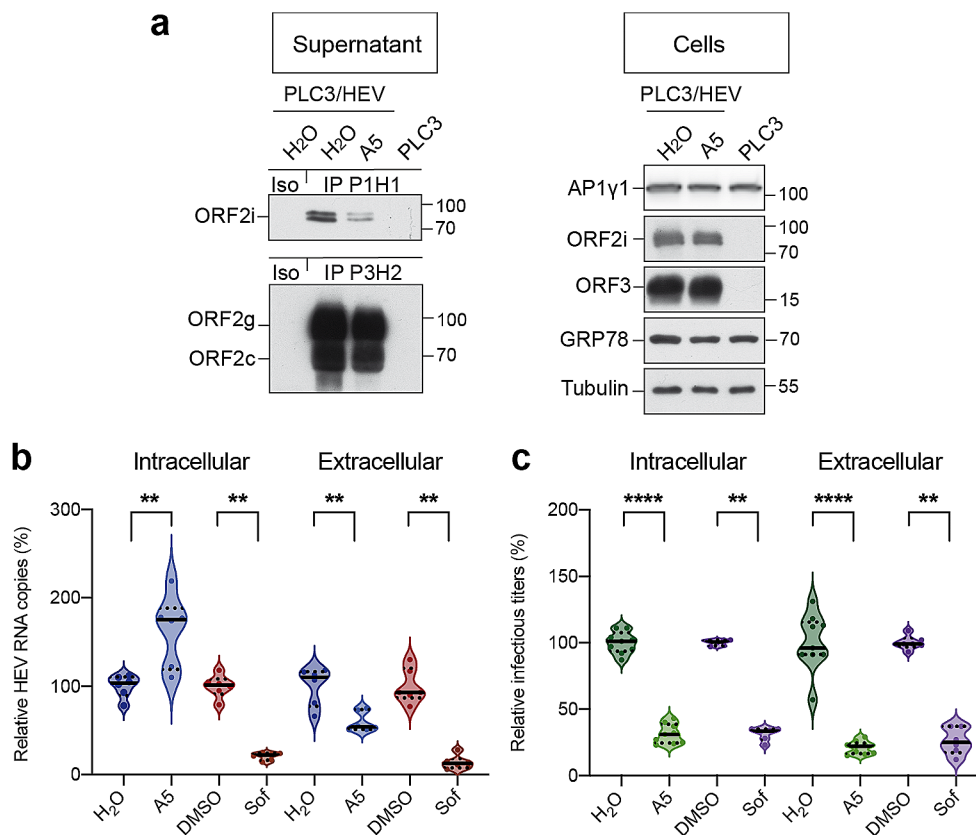 a
Supernatant
PLC3/HEV
H2O H2O A5 PLC3
Iso IP P1H1
ORF2i
100
70
Iso IP P3H2
ORF2g
ORF2c
100
70
Cells
PLC3/HEV
H2O A5 PLC3
AP1γ1
100
ORF2i
100
70
ORF3
15
GRP78
70
Tubulin
55
b
Intracellular Extracellular
Relative HEV RNA copies (%)
300
200
100
0
** ** ** **
H2O A5 DMSO Sof H2O A5 DMSO Sof
c
Intracellular Extracellular
Relative infectious titers (%)
200
150
100
50
0
**** ** **** **
H2O A5 DMSO Sof H2O A5 DMSO Sof